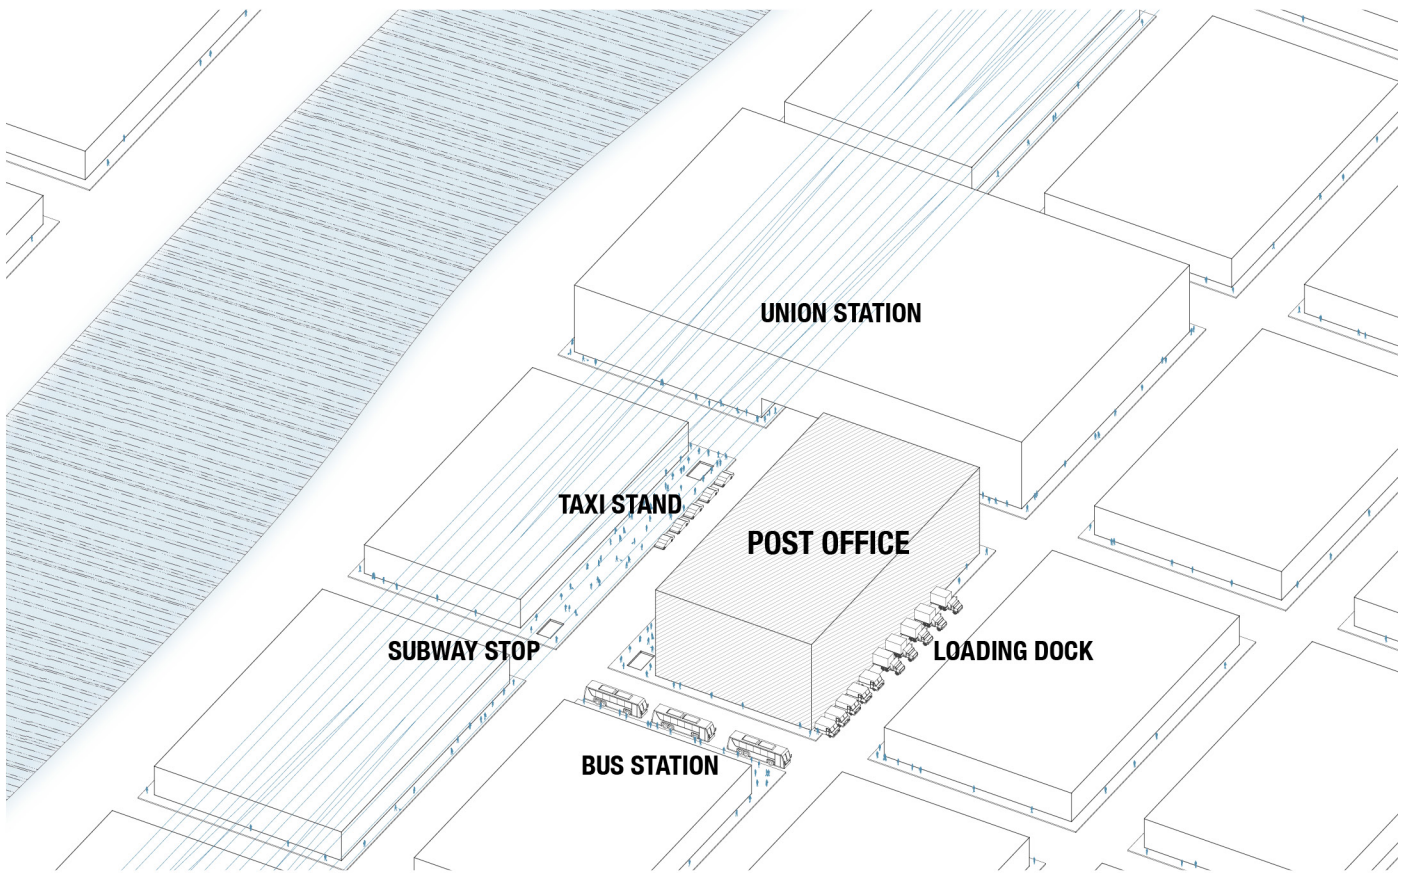 UNION STATION
TAXI STAND
POST OFFICE
SUBWAY STOP
LOADING DOCK
BUS STATION